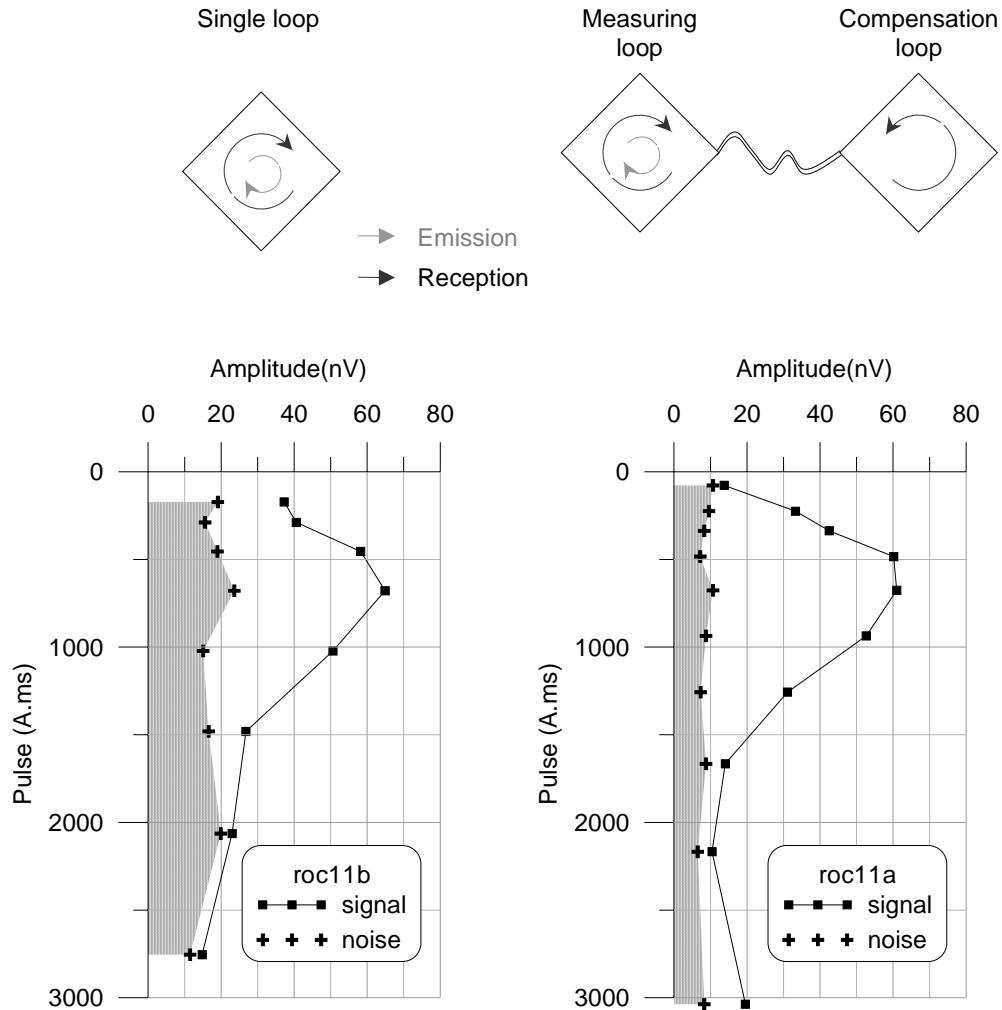 Single loop
Measuring
loop
Compensation
loop
Emission
Reception
Amplitude(nV)
0 20 40 60 80
0
1000
2000
3000
Pulse (A.ms)
roc11b
signal
noise
Amplitude(nV)
0 20 40 60 80
0
1000
2000
3000
Pulse (A.ms)
roc11a
signal
noise